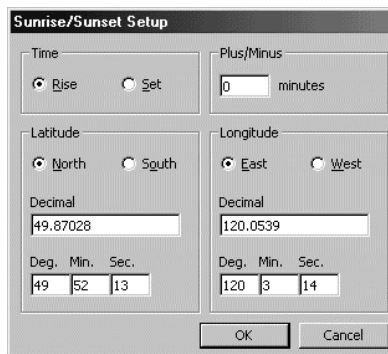 Sunrise/Sunset Setup
Time
Rise Set
Plus/Minus
0 minutes
Latitude
North South
Decimal
49.87028
Deg. Min. Sec.
49 52 13
Longitude
East West
Decimal
120.0539
Deg. Min. Sec.
120 3 14
OK Cancel